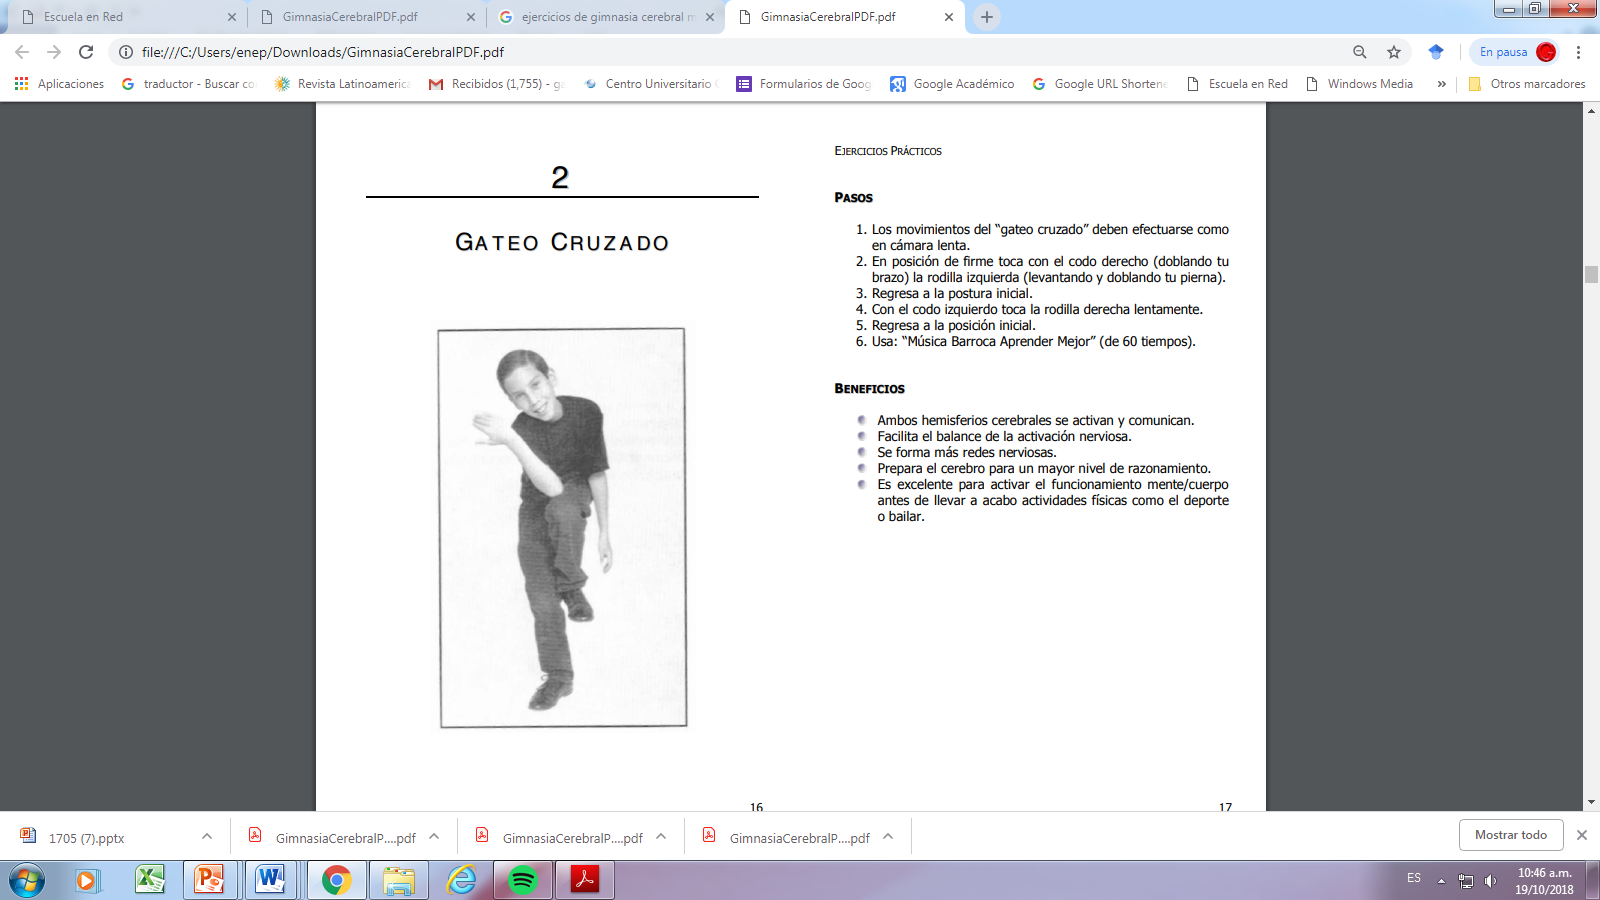 Escuela en Red
GimnasiaCerebralPDF.pdf
ejercicios de gimnasia cerebral m
GimnasiaCerebralPDF.pdf
file:///C:/Users/enep/Downloads/GimnasiaCerebralPDF.pdf
En pausa
Aplicaciones
traductor - Buscar co
Revista Latinoameric
Recibidos (1,755) - g
Centro Universitario
Formularios de Goog
Google Académico
Google URL Shortene
Escuela en Red
Windows Media
»
Otros marcadores
2
GATEO CRUZADO
16
EJERCICIOS PRÁCTICOS
PASOS
1. Los movimientos del “gateo cruzado” deben efectuarse como
en cámara lenta.
2. En posición de firme toca con el codo derecho (doblando tu
brazo) la rodilla izquierda (levantando y doblando tu pierna).
3. Regresa a la postura inicial.
4. Con el codo izquierdo toca la rodilla derecha lentamente.
5. Regresa a la posición inicial.
6. Usa: “Música Barroca Aprender Mejor” (de 60 tiempos).
BENEFICIOS
Ambos hemisferios cerebrales se activan y comunican.
Facilita el balance de la activación nerviosa.
Se forma más redes nerviosas.
Prepara el cerebro para un mayor nivel de razonamiento.
Es excelente para activar el funcionamiento mente/cuerpo
antes de llevar a acabo actividades físicas como el deporte
o bailar.
17
1705 (7).pptx
GimnasiaCerebralP....pdf
GimnasiaCerebralP....pdf
GimnasiaCerebralP....pdf
Mostrar todo
ES
10:46 a.m.
19/10/2018